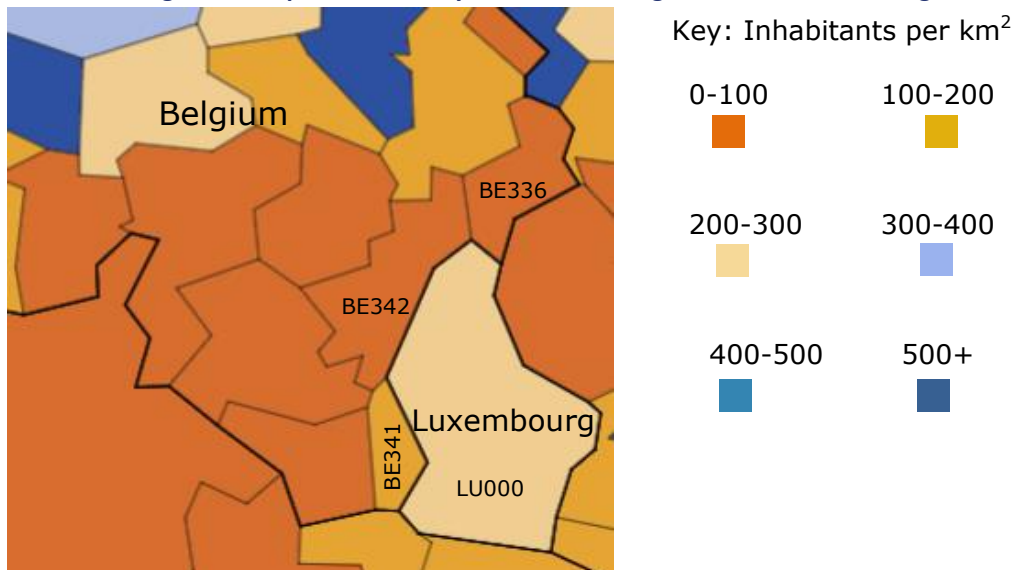 Key: Inhabitants per km²
0-100 100-200
Belgium
BE336
200-300 300-400
BE342
400-500 500+
Luxembourg
BE341
LU000